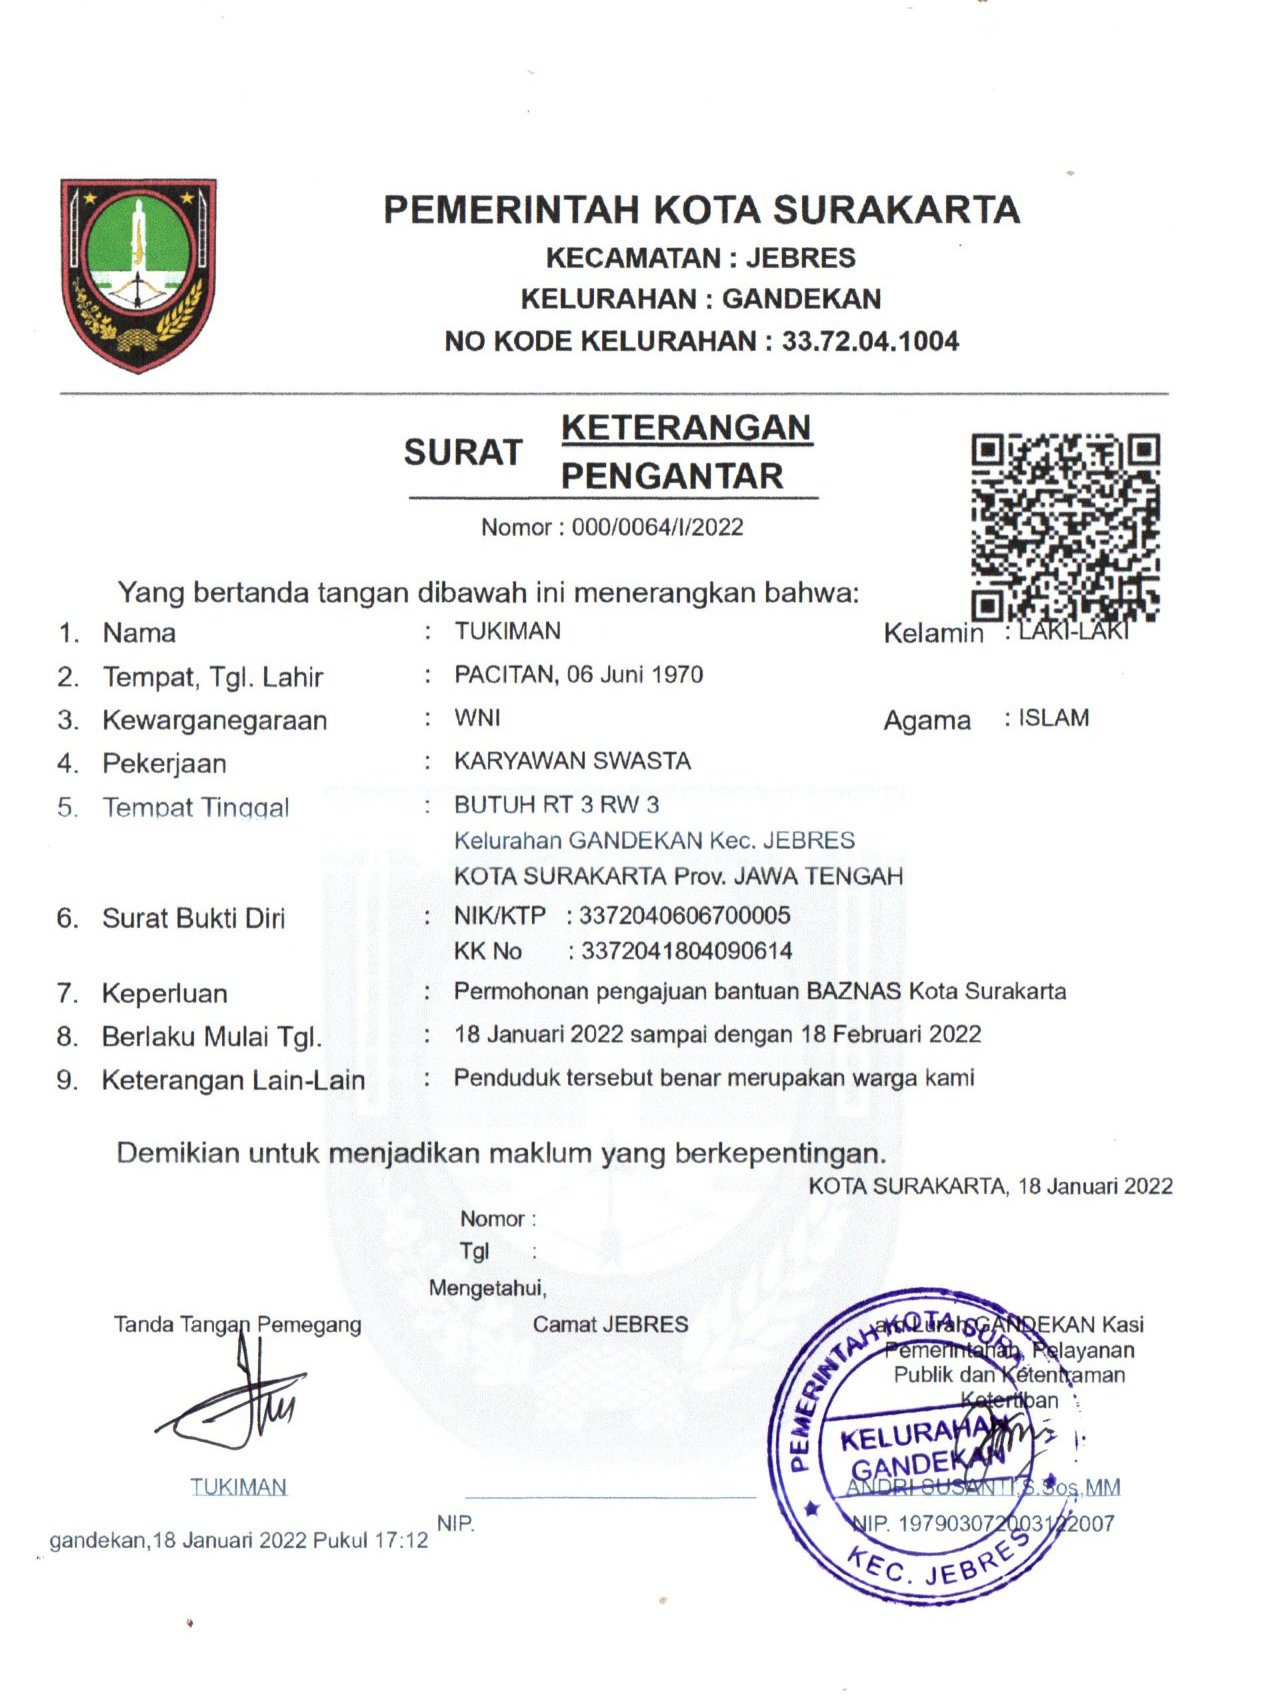 PEMERINTAH KOTA SURAKARTA
KECAMATAN : JEBRES
KELURAHAN : GANDEKAN
NO KODE KELURAHAN : 33.72.04.1004
SURAT KETERANGAN
PENGANTAR
Nomor : 000/0064/I/2022
Yang bertanda tangan dibawah ini menerangkan bahwa:
1. Nama : TUKIMAN Kelamin : LAKI-LAKI
2. Tempat, Tgl. Lahir : PACITAN, 06 Juni 1970
3. Kewarganegaraan : WNI Agama : ISLAM
4. Pekerjaan : KARYAWAN SWASTA
5. Tempat Tinggal : BUTUH RT 3 RW 3
Kelurahan GANDEKAN Kec. JEBRES
KOTA SURAKARTA Prov. JAWA TENGAH
6. Surat Bukti Diri : NIK/KTP : 3372040606700005
KK No : 3372041804090614
7. Keperluan : Permohonan pengajuan bantuan BAZNAS Kota Surakarta
8. Berlaku Mulai Tgl. : 18 Januari 2022 sampai dengan 18 Februari 2022
9. Keterangan Lain-Lain : Penduduk tersebut benar merupakan warga kami
Demikian untuk menjadikan maklum yang berkepentingan.
KOTA SURAKARTA, 18 Januari 2022
Nomor :
Tgl :
Mengetahui,
Tanda Tangan Pemegang Camat JEBRES Lurah GANDEKAN Kasi
Pemerintahan, Pelayanan
Publik dan Ketentraman
Ketertiban
PEMERINTAH KOTA
KELURAHAN
GANDEKAN
KEC. JEBRES
TUKIMAN ANDRI SUSANTI,S.Sos,MM
NIP. NIP. 197903072003122007
gandekan,18 Januari 2022 Pukul 17:12